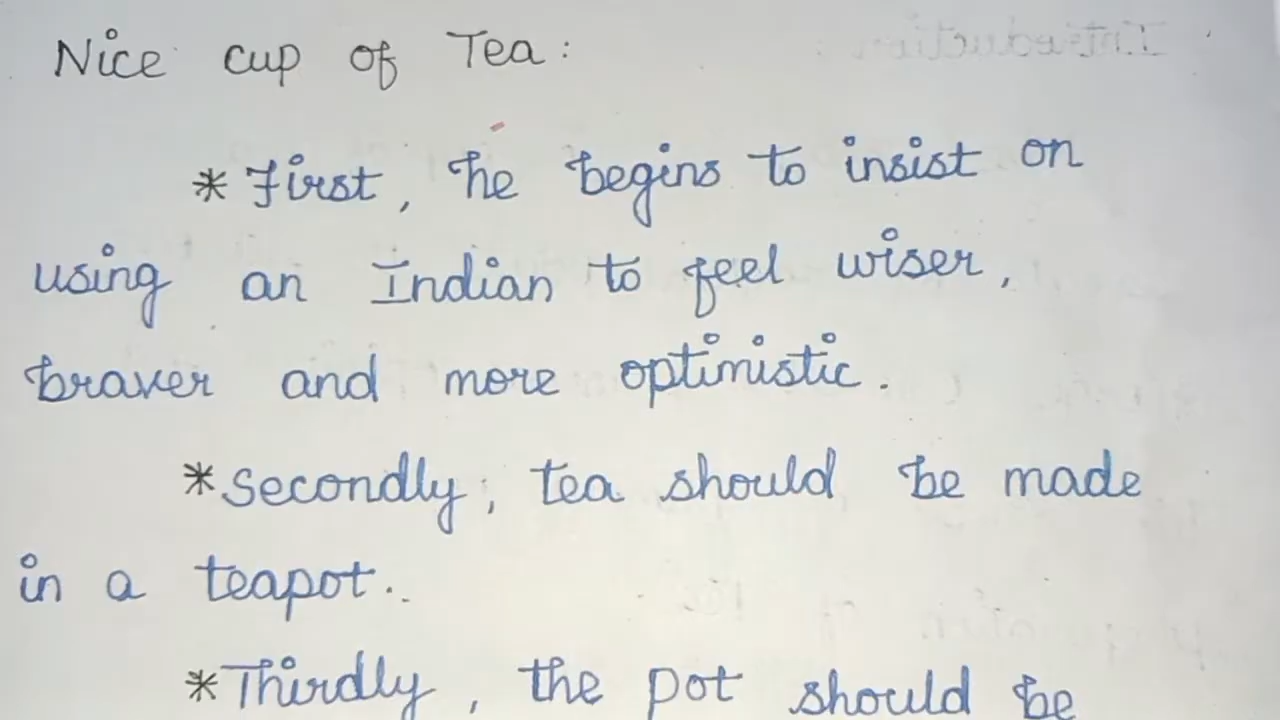 Nice cup of Tea:
* First, he begins to insist on
using an Indian to feel wiser,
braver and more optimistic.
* Secondly, tea should be made
in a teapot..
* Thirdly, the pot should be